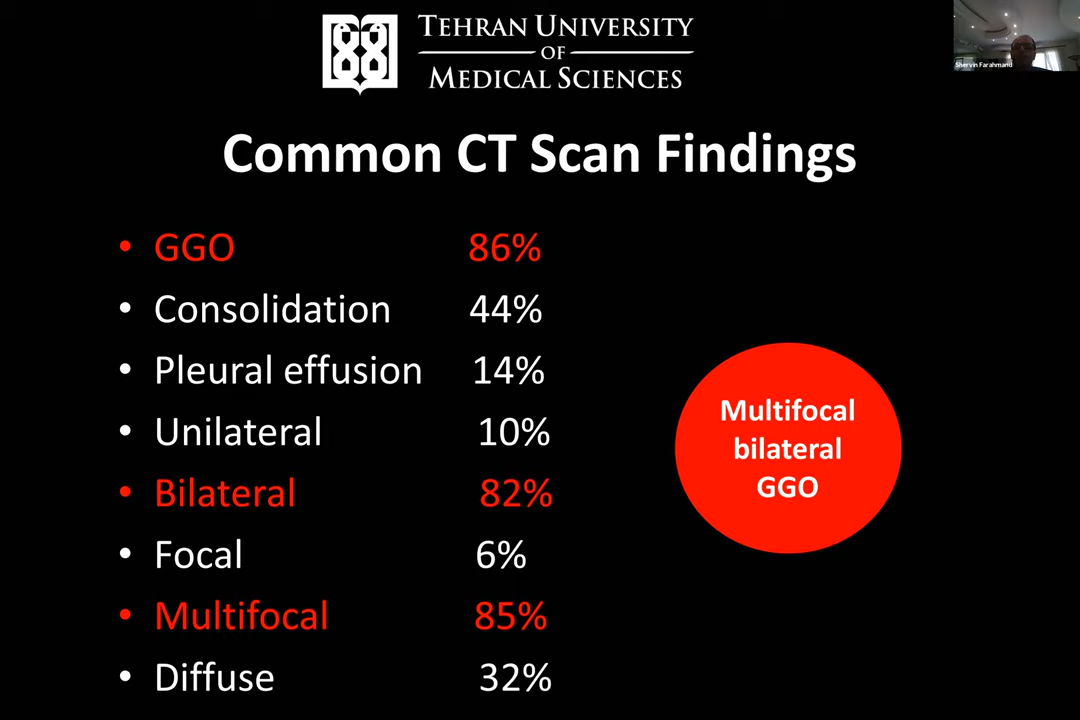 TEHRAN UNIVERSITY
OF
MEDICAL SCIENCES
Shervin Farahmand
Common CT Scan Findings
• GGO 86%
• Consolidation 44%
• Pleural effusion 14%
• Unilateral 10%
• Bilateral 82%
• Focal 6%
• Multifocal 85%
• Diffuse 32%
Multifocal
bilateral
GGO